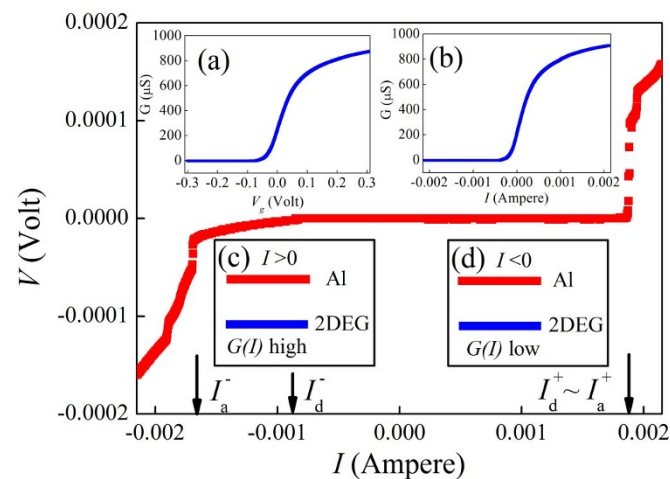 0.0002
0.0001
0.0000
-0.0001
-0.0002
V (Volt)
-0.002
-0.001
0.000
0.001
0.002
I (Ampere)
(a)
G (μS)
1000
800
600
400
200
0
-0.3 -0.2 -0.1 0.0 0.1 0.2 0.3
V_g (Volt)
(b)
G (μS)
1000
800
600
400
200
0
-0.002 -0.001 0.000 0.001 0.002
I (Ampere)
(c) I >0
Al
2DEG
G(I) high
(d) I <0
Al
2DEG
G(I) low
I_a^-
I_d^-
I_d^+ ~ I_a^+